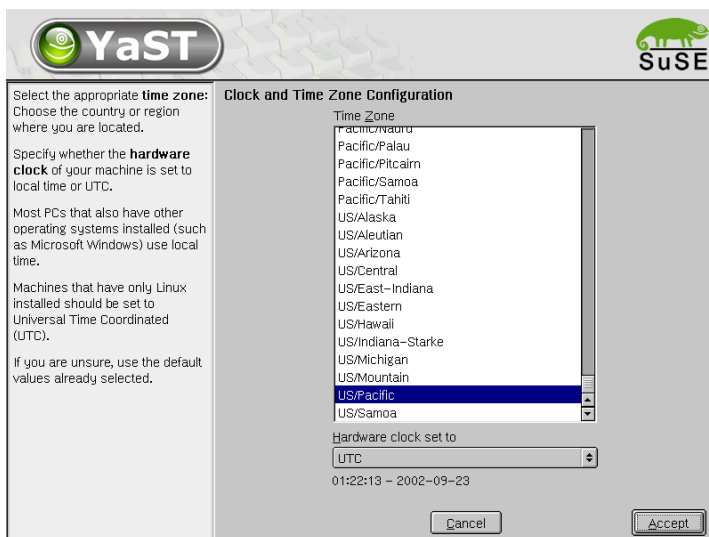 YaST
SuSE
Select the appropriate time zone:
Choose the country or region
where you are located.
Specify whether the hardware
clock of your machine is set to
local time or UTC.
Most PCs that also have other
operating systems installed (such
as Microsoft Windows) use local
time.
Machines that have only Linux
installed should be set to
Universal Time Coordinated
(UTC).
If you are unsure, use the default
values already selected.
Clock and Time Zone Configuration
Time Zone
Pacific/Nauru
Pacific/Palau
Pacific/Pitcairn
Pacific/Samoa
Pacific/Tahiti
US/Alaska
US/Aleutian
US/Arizona
US/Central
US/East-Indiana
US/Eastern
US/Hawaii
US/Indiana-Starke
US/Michigan
US/Mountain
US/Pacific
US/Samoa
Hardware clock set to
UTC
01:22:13 - 2002-09-23
Cancel
Accept